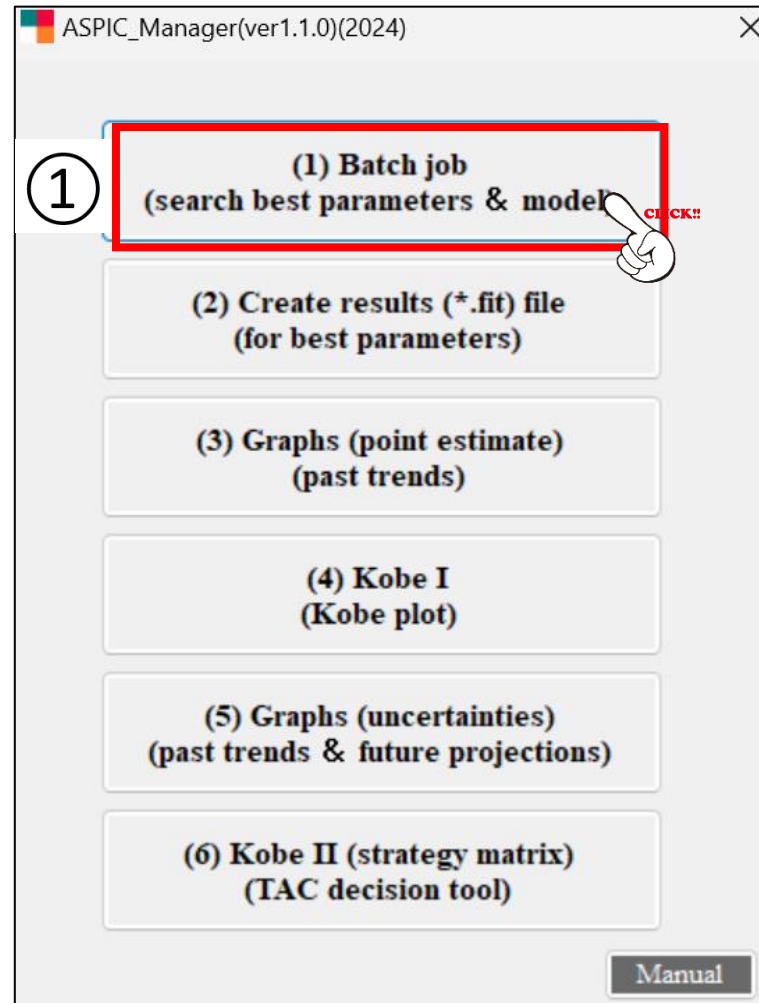 ASPIC_Manager(ver1.1.0)(2024)
①
(1) Batch job
(search best parameters & model)
CLICK!!
(2) Create results (*.fit) file
(for best parameters)
(3) Graphs (point estimate)
(past trends)
(4) Kobe I
(Kobe plot)
(5) Graphs (uncertainties)
(past trends & future projections)
(6) Kobe II (strategy matrix)
(TAC decision tool)
Manual